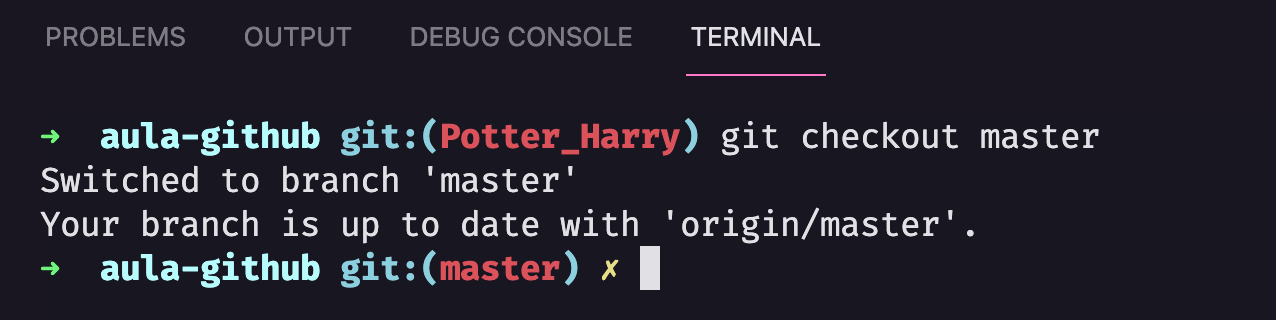 PROBLEMS OUTPUT DEBUG CONSOLE TERMINAL
➜ aula-github git:(Potter_Harry) git checkout master
Switched to branch 'master'
Your branch is up to date with 'origin/master'.
➜ aula-github git:(master) ✗